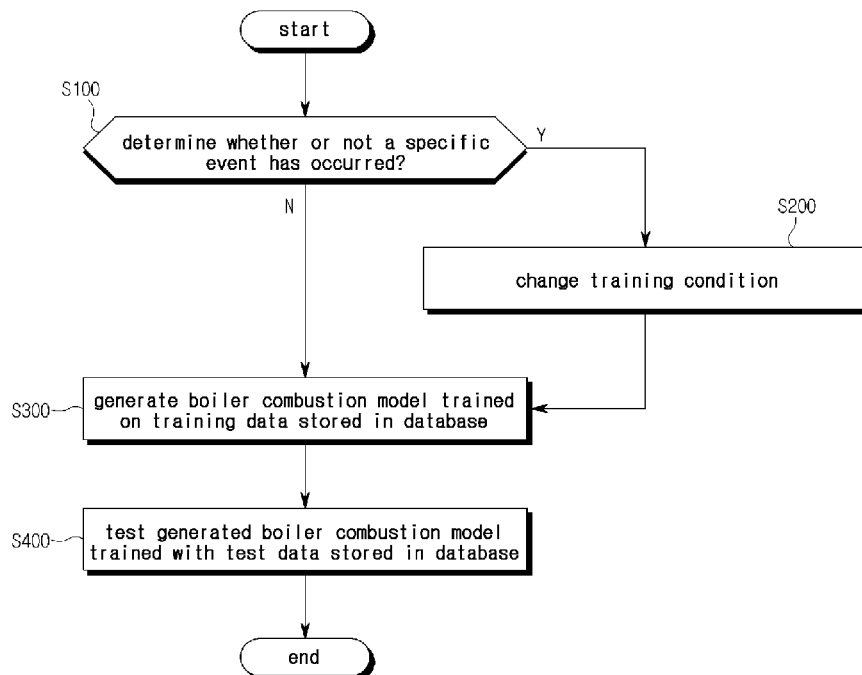 start
S100
determine whether or not a specific
event has occurred?
Y
N
S200
change training condition
S300
generate boiler combustion model trained
on training data stored in database
S400
test generated boiler combustion model
trained with test data stored in database
end